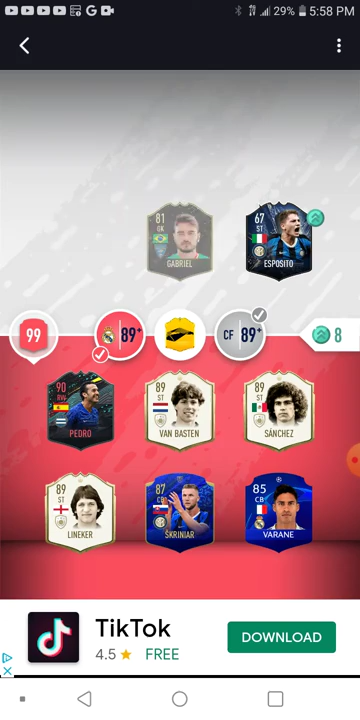 29% 5:58 PM
81 67
GK ST
GABRIEL ESPOSITO
99 89+ CF 89+ 8
90 89 89
RW ST ST
PEDRO VAN BASTEN SÁNCHEZ
89 87 85
ST CB CB
LINEKER ŠKRINIAR VARANE
TikTok
4.5 FREE
DOWNLOAD